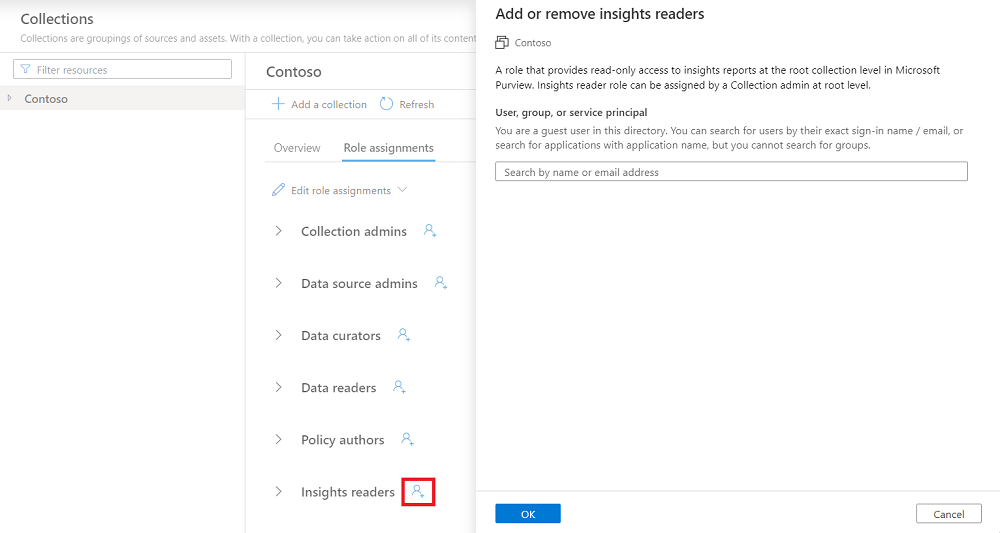 Collections
Collections are groupings of sources and assets. With a collection, you can take action on all of its content
Filter resources
Contoso
Contoso
Add a collection
Refresh
Overview
Role assignments
Edit role assignments
Collection admins
Data source admins
Data curators
Data readers
Policy authors
Insights readers
Add or remove insights readers
Contoso
A role that provides read-only access to insights reports at the root collection level in Microsoft
Purview. Insights reader role can be assigned by a Collection admin at root level.
User, group, or service principal
You are a guest user in this directory. You can search for users by their exact sign-in name / email, or
search for applications with application name, but you cannot search for groups.
Search by name or email address
OK
Cancel